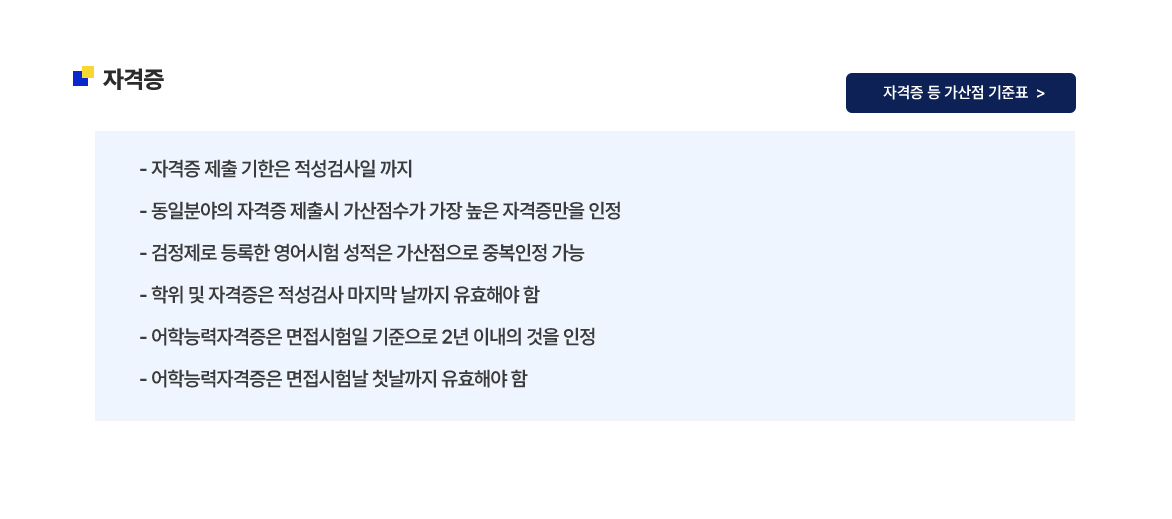 자격증
자격증 등 가산점 기준표 >
- 자격증 제출 기한은 적성검사일 까지
- 동일분야의 자격증 제출시 가산점수가 가장 높은 자격증만을 인정
- 검정제로 등록한 영어시험 성적은 가산점으로 중복인정 가능
- 학위 및 자격증은 적성검사 마지막 날까지 유효해야 함
- 어학능력자격증은 면접시험일 기준으로 2년 이내의 것을 인정
- 어학능력자격증은 면접시험날 첫날까지 유효해야 함